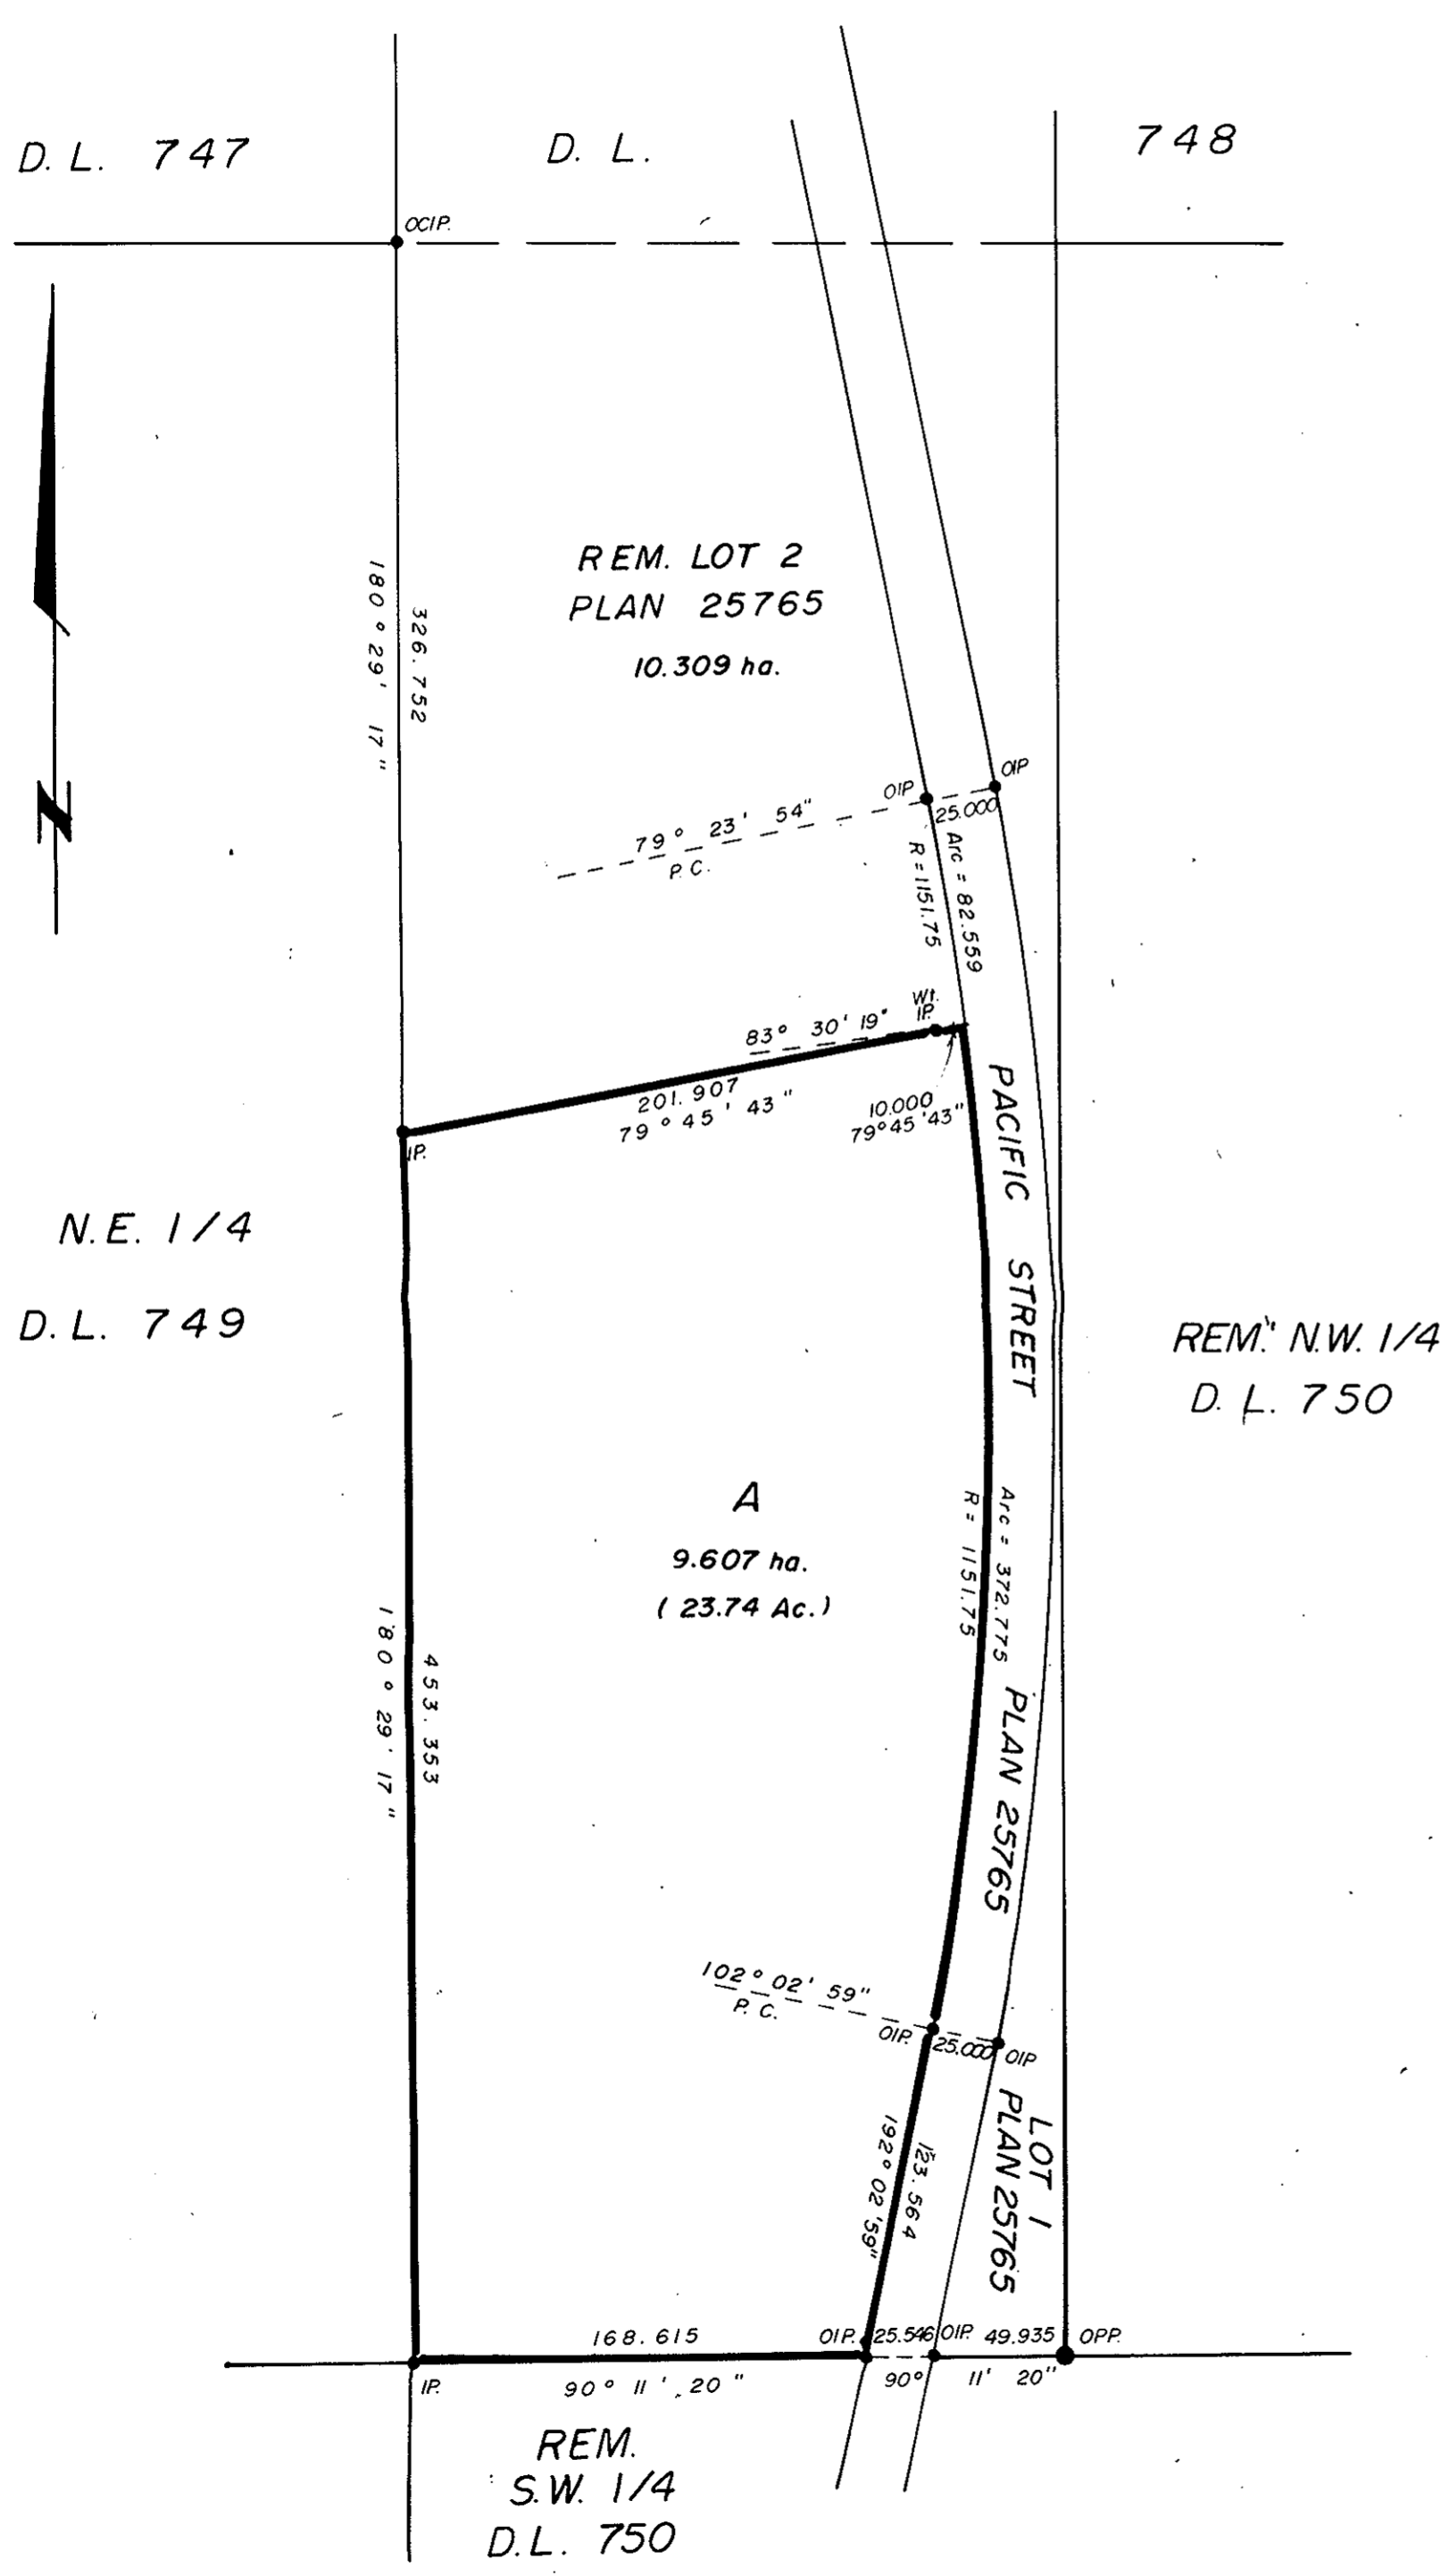 D. L. 747
D. L.
748
OCIP.
REM. LOT 2
PLAN 25765
10.309 ha.
180° 29' 17"
326.752
OIP
OIP
25.000
79° 23' 54"
P. C.
Arc = 82.559
R = 1151.75
Wt.
IP.
83° 30' 19"
201.907
79° 45' 43"
10.000
79° 45' 43"
IP.
N
PACIFIC STREET
N.E. 1/4
D. L. 749
REM. N.W. 1/4
D. L. 750
A
9.607 ha.
( 23.74 Ac.)
Arc = 372.775
R = 1151.75
453.353
180° 29' 17"
PLAN 25765
102° 02' 59"
P. C.
OIP.
25.000
OIP
LOT 1
PLAN 25765
123.564
192° 02' 59"
168.615
OIP.
25.546
OIP.
49.935
OPP.
IP.
90° 11' 20"
90° 11' 20"
REM.
S.W. 1/4
D.L. 750